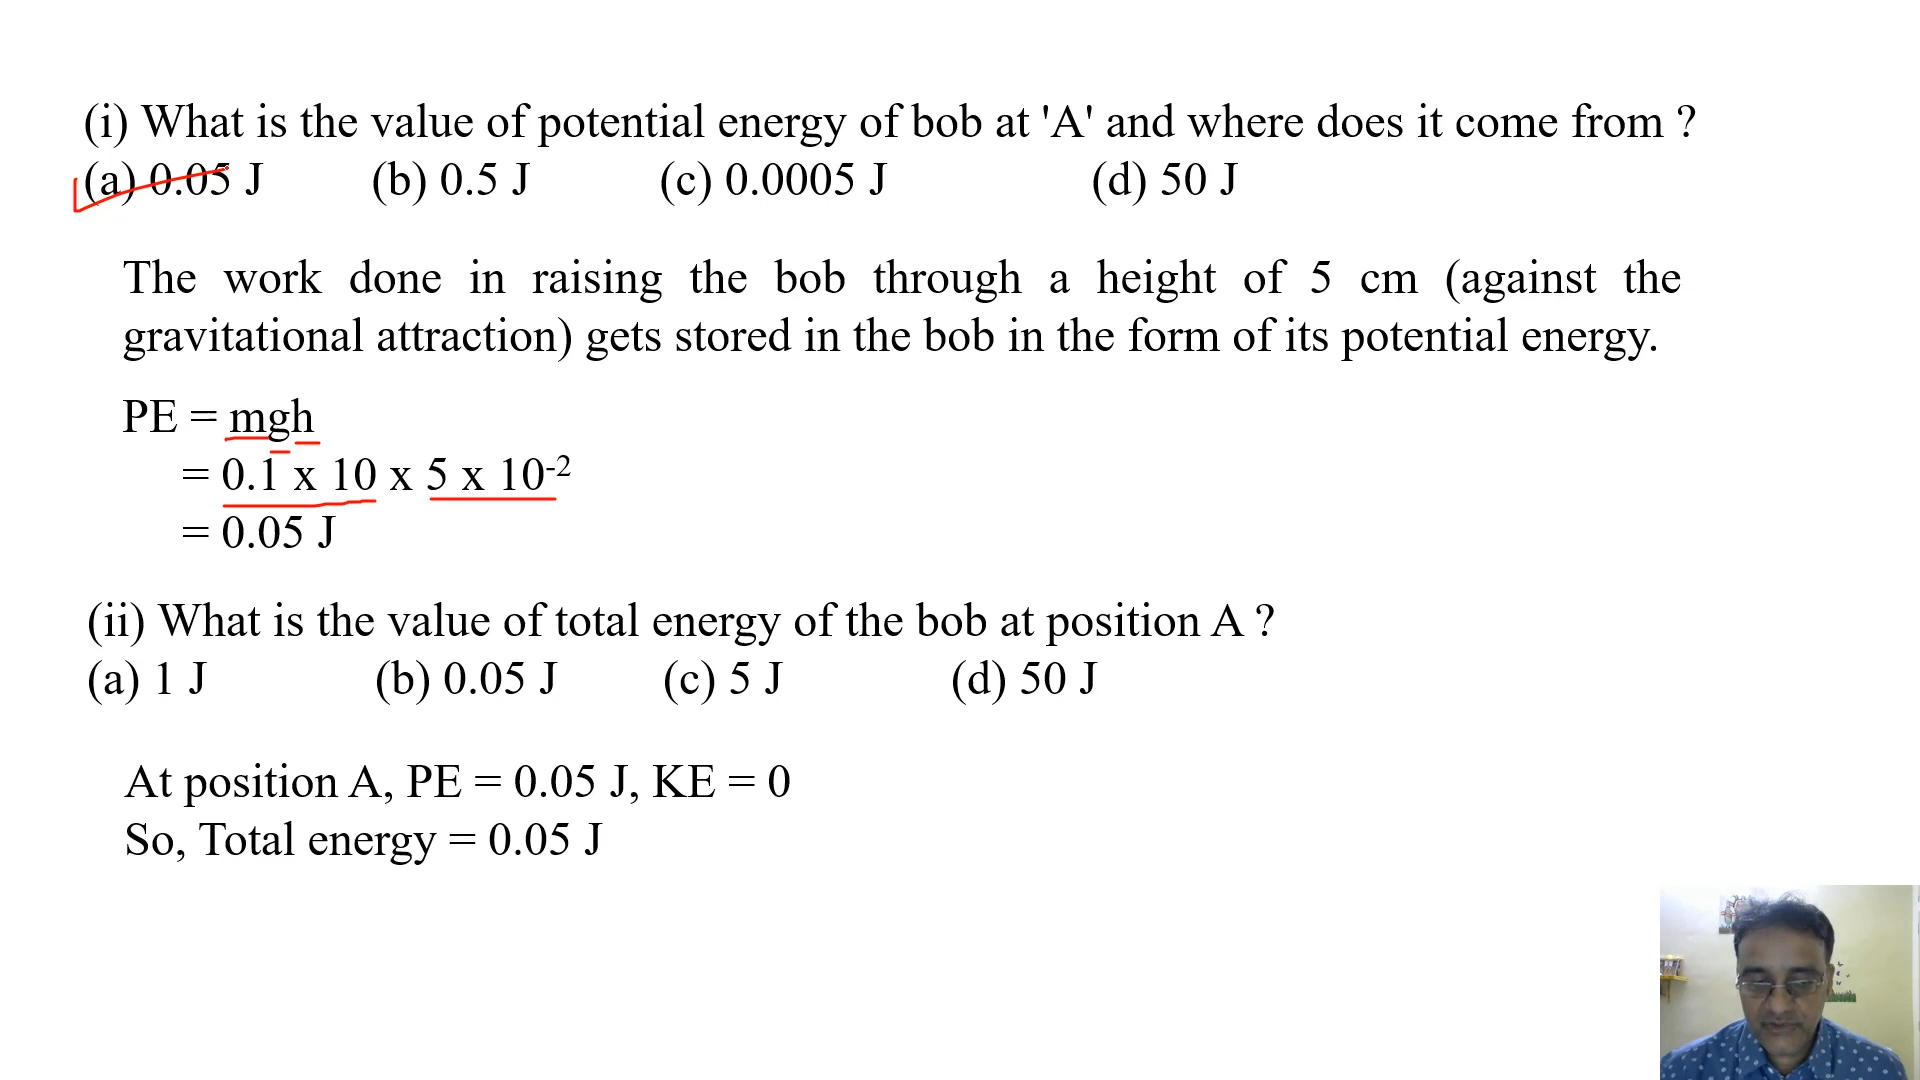 (i) What is the value of potential energy of bob at 'A' and where does it come from ?
(a) 0.05 J (b) 0.5 J (c) 0.0005 J (d) 50 J
The work done in raising the bob through a height of 5 cm (against the
gravitational attraction) gets stored in the bob in the form of its potential energy.
PE = mgh
= 0.1 x 10 x 5 x 10⁻²
= 0.05 J
(ii) What is the value of total energy of the bob at position A ?
(a) 1 J (b) 0.05 J (c) 5 J (d) 50 J
At position A, PE = 0.05 J, KE = 0
So, Total energy = 0.05 J